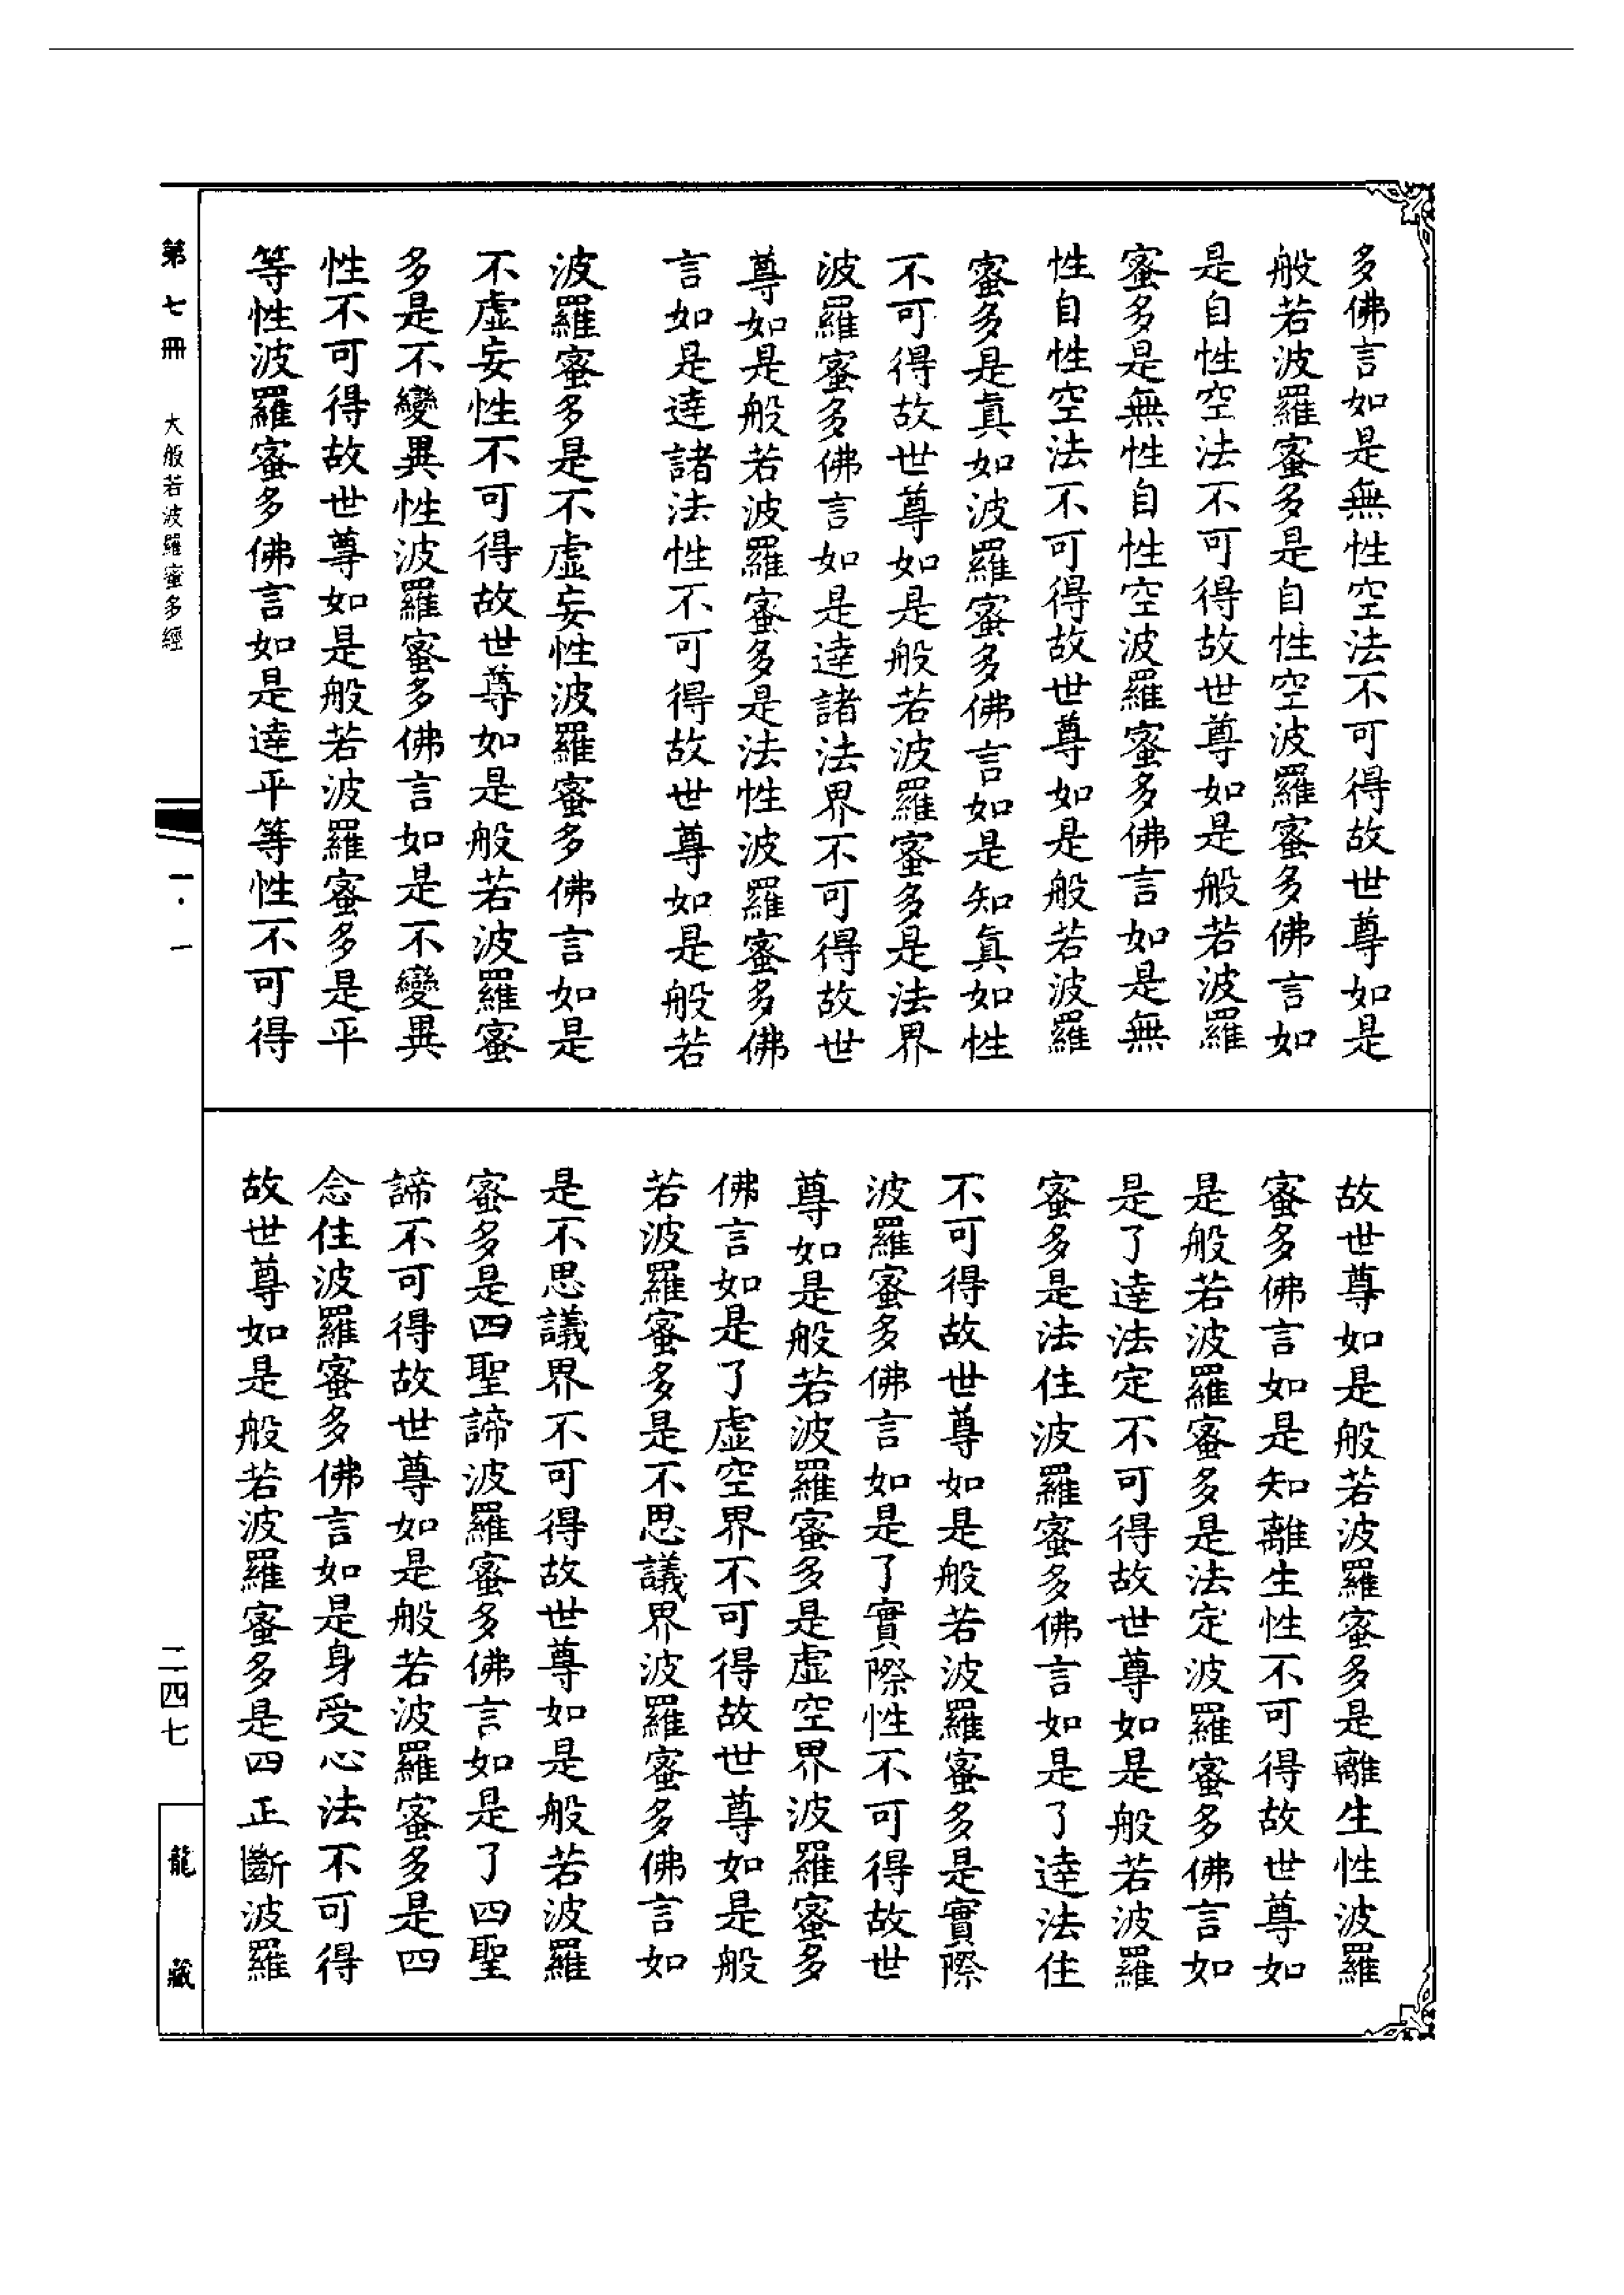 多佛言如是無性空法不可得故世尊如是
般若波羅蜜多是自性空波羅蜜多佛言如
是自性空法不可得故世尊如是般若波羅
蜜多是無性自性空波羅蜜多佛言如是無
性自性空法不可得故世尊如是般若波羅
蜜多是真如波羅蜜多佛言如是知真如性
不可得故世尊如是般若波羅蜜多是法界
波羅蜜多佛言如是達諸法界不可得故世
尊如是般若波羅蜜多是法性波羅蜜多佛
言如是達諸法性不可得故世尊如是般若
波羅蜜多是不虛妄性波羅蜜多佛言如是
不虛妄性不可得故世尊如是般若波羅蜜
多是不變異性波羅蜜多佛言如是不變異
性不可得故世尊如是般若波羅蜜多是平
等性波羅蜜多佛言如是達平等性不可得
故世尊如是般若波羅蜜多是離生性波羅
蜜多佛言如是知離生性不可得故世尊如
是般若波羅蜜多是法定波羅蜜多佛言如
是了達法定不可得故世尊如是般若波羅
蜜多是法住波羅蜜多佛言如是了達法住
不可得故世尊如是般若波羅蜜多是實際
波羅蜜多佛言如是了實際性不可得故世
尊如是般若波羅蜜多是虛空界波羅蜜多
佛言如是了虛空界不可得故世尊如是般
若波羅蜜多是不思議界波羅蜜多佛言如
是不思議界不可得故世尊如是般若波羅
蜜多是四聖諦波羅蜜多佛言如是了四聖
諦不可得故世尊如是般若波羅蜜多是四
念住波羅蜜多佛言如是身受心法不可得
故世尊如是般若波羅蜜多是四正斷波羅
第七冊 大般若波羅蜜多經 一·一 二四七 龍藏